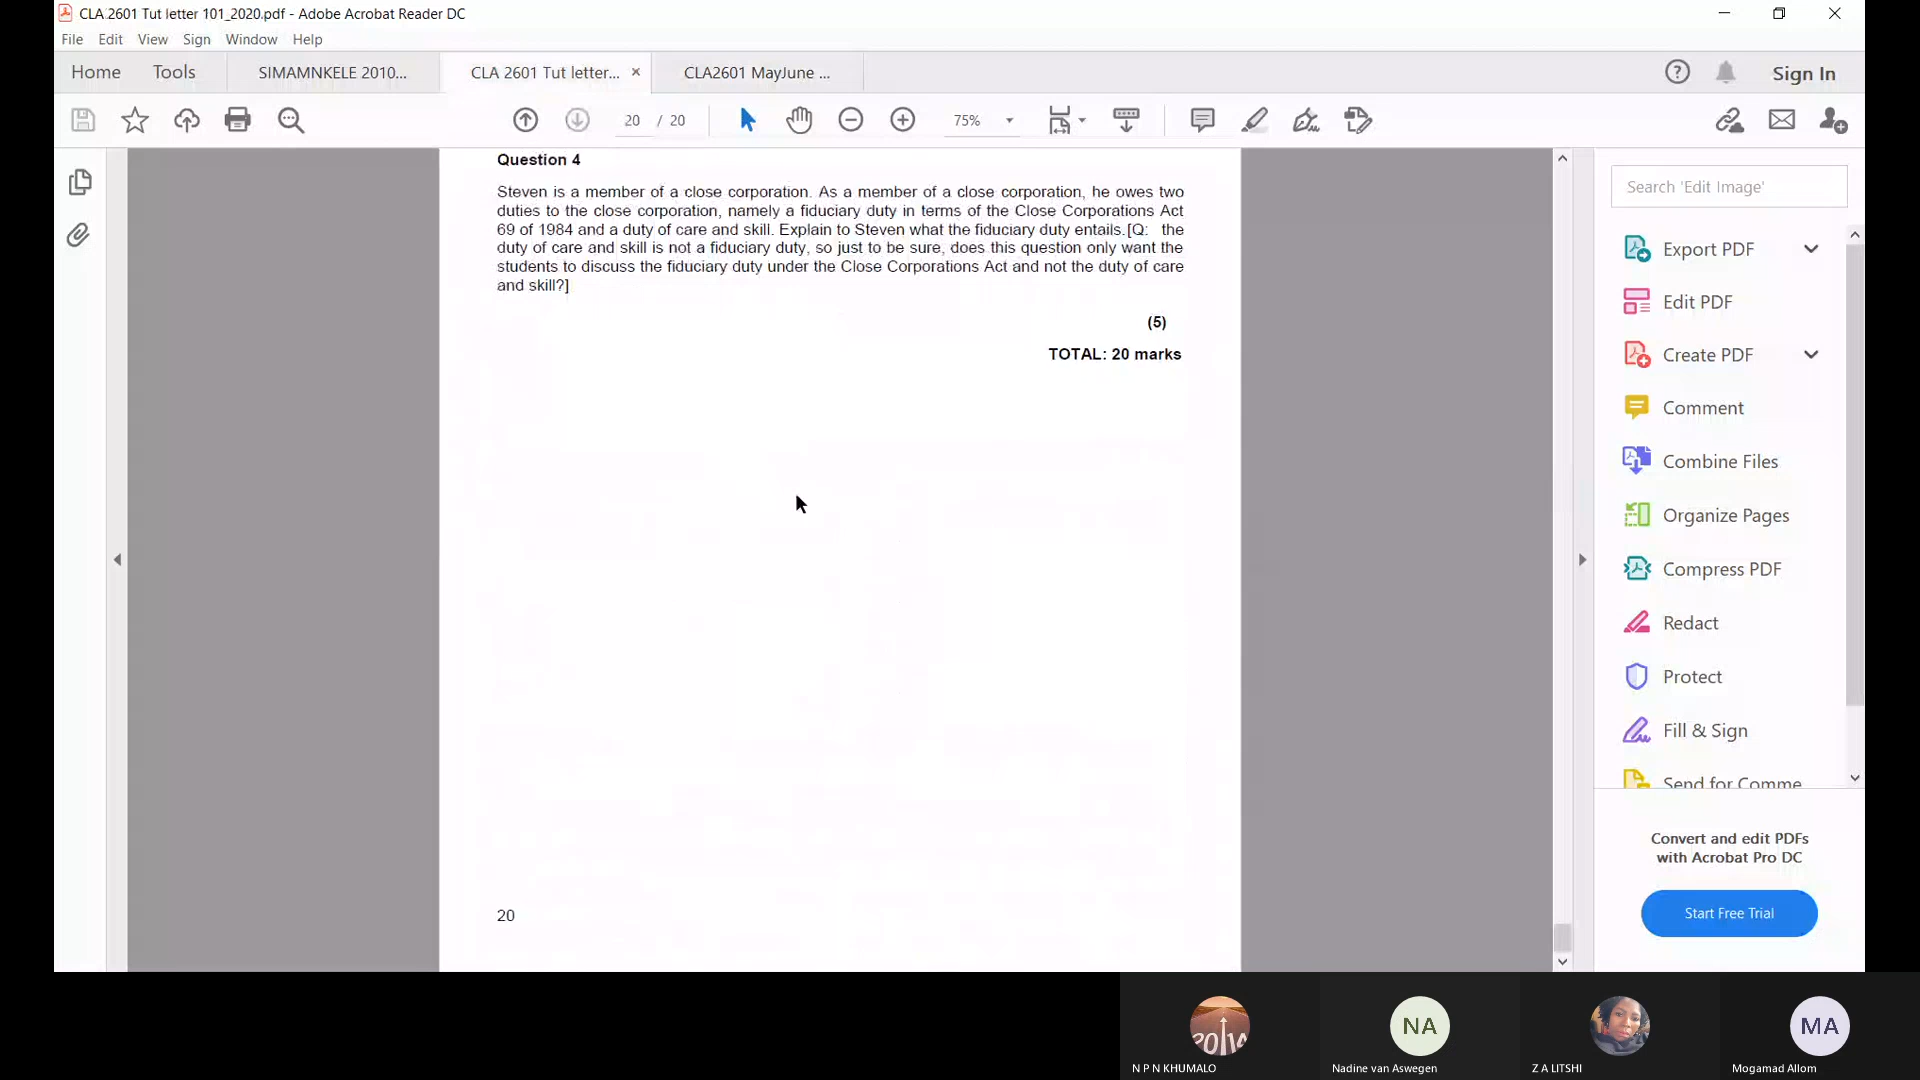 CLA 2601 Tut letter 101_2020.pdf - Adobe Acrobat Reader DC
File Edit View Sign Window Help
Home Tools SIMAMNKELE 2010... CLA 2601 Tut letter... × CLA2601 MayJune ... Sign In
20 / 20 75%
Question 4
Steven is a member of a close corporation. As a member of a close corporation, he owes two
duties to the close corporation, namely a fiduciary duty in terms of the Close Corporations Act
69 of 1984 and a duty of care and skill. Explain to Steven what the fiduciary duty entails.[Q: the
duty of care and skill is not a fiduciary duty, so just to be sure, does this question only want the
students to discuss the fiduciary duty under the Close Corporations Act and not the duty of care
and skill?]
(5)
TOTAL: 20 marks
20
Search 'Edit Image'
Export PDF
Edit PDF
Create PDF
Comment
Combine Files
Organize Pages
Compress PDF
Redact
Protect
Fill & Sign
Send for Comme
Convert and edit PDFs
with Acrobat Pro DC
Start Free Trial
2014
NA
MA
N P N KHUMALO
Nadine van Aswegen
Z A LITSHI
Mogamad Allom